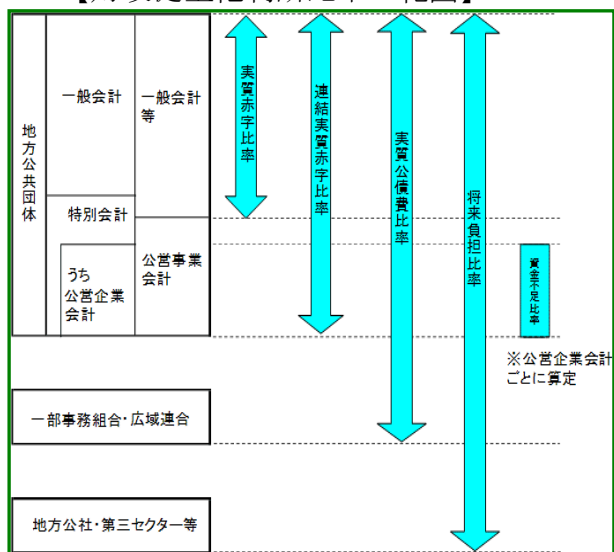 地方公共団体
一般会計
一般会計
等
特別会計
うち
公営企業
会計
公営事業
会計
実質赤字比率
連結実質赤字比率
実質公債費比率
将来負担比率
資金不足比率
※公営企業会計
ごとに算定
一部事務組合・広域連合
地方公社・第三セクター等